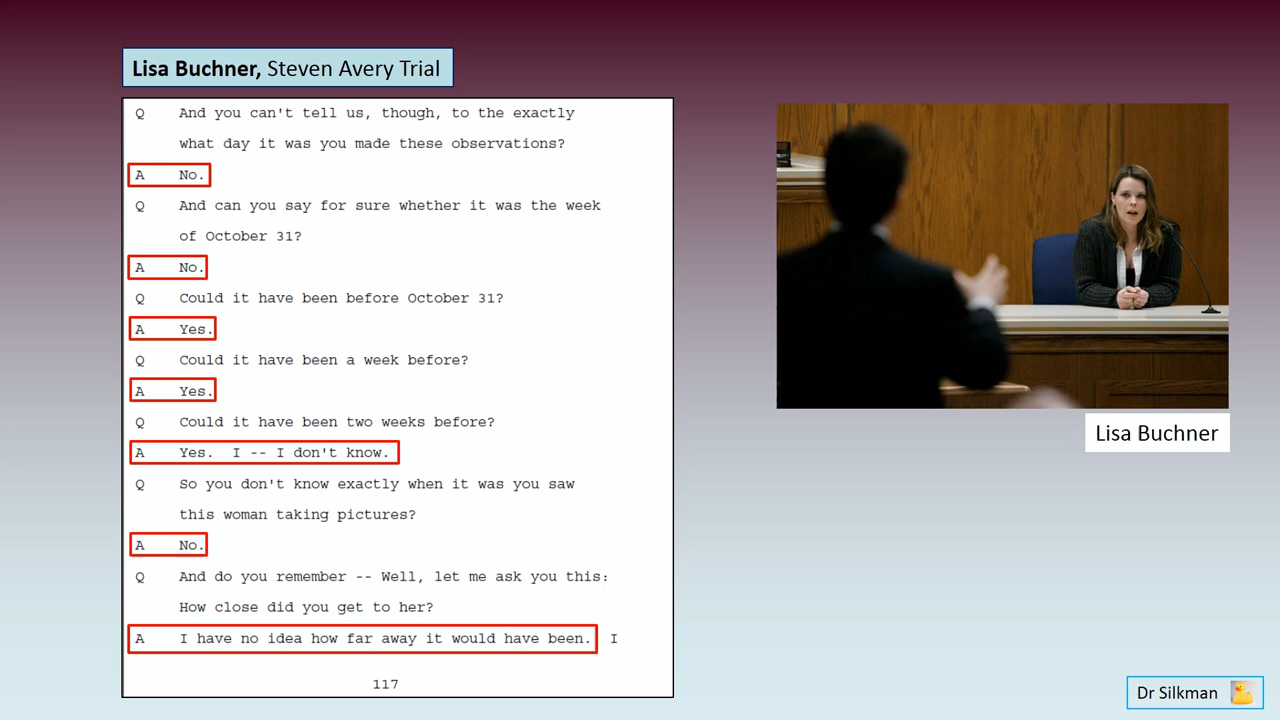 Lisa Buchner, Steven Avery Trial
Q And you can't tell us, though, to the exactly
what day it was you made these observations?
A No.
Q And can you say for sure whether it was the week
of October 31?
A No.
Q Could it have been before October 31?
A Yes.
Q Could it have been a week before?
A Yes.
Q Could it have been two weeks before?
A Yes. I -- I don't know.
Q So you don't know exactly when it was you saw
this woman taking pictures?
A No.
Q And do you remember -- Well, let me ask you this:
How close did you get to her?
A I have no idea how far away it would have been. I
117
Lisa Buchner
Dr Silkman